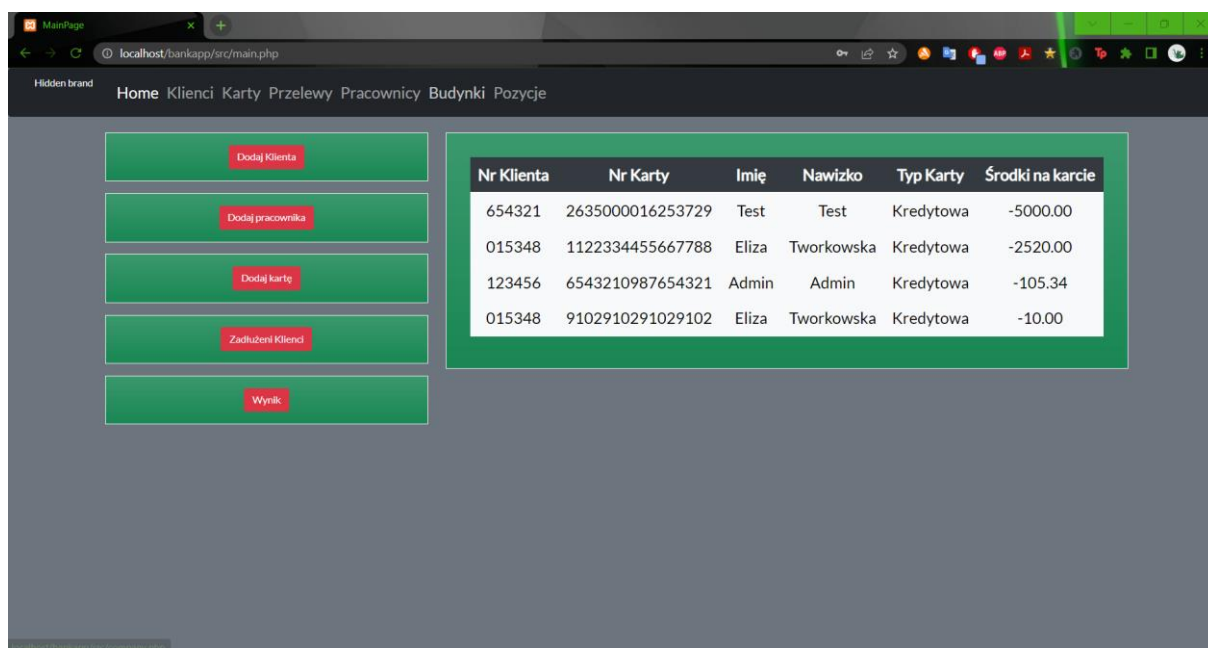 MainPage
localhost/bankapp/src/main.php
Hidden brand
Home Klienci Karty Przelewy Pracownicy Budynki Pozycje
Dodaj Klienta
Dodaj pracownika
Dodaj kartę
Zadłużeni Klienci
Wynik
Nr Klienta Nr Karty Imię Nawizko Typ Karty Środki na karcie
654321 2635000016253729 Test Test Kredytowa -5000.00
015348 1122334455667788 Eliza Tworkowska Kredytowa -2520.00
123456 6543210987654321 Admin Admin Kredytowa -105.34
015348 9102910291029102 Eliza Tworkowska Kredytowa -10.00